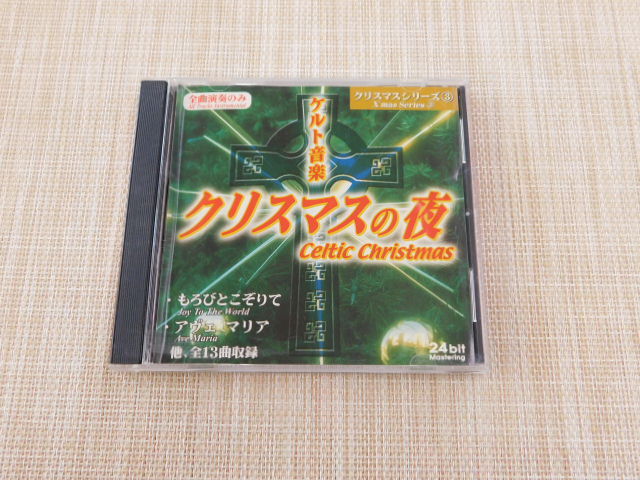 全曲演奏のみ
All Tracks Instrumental
クリスマスシリーズ⑧
X'mas Series
ケルト音楽
クリスマスの夜
Celtic Christmas
・もろびとこぞりて
Joy To The World
・アヴェ・マリア
Ave Maria
他、全13曲収録
24bit
Mastering